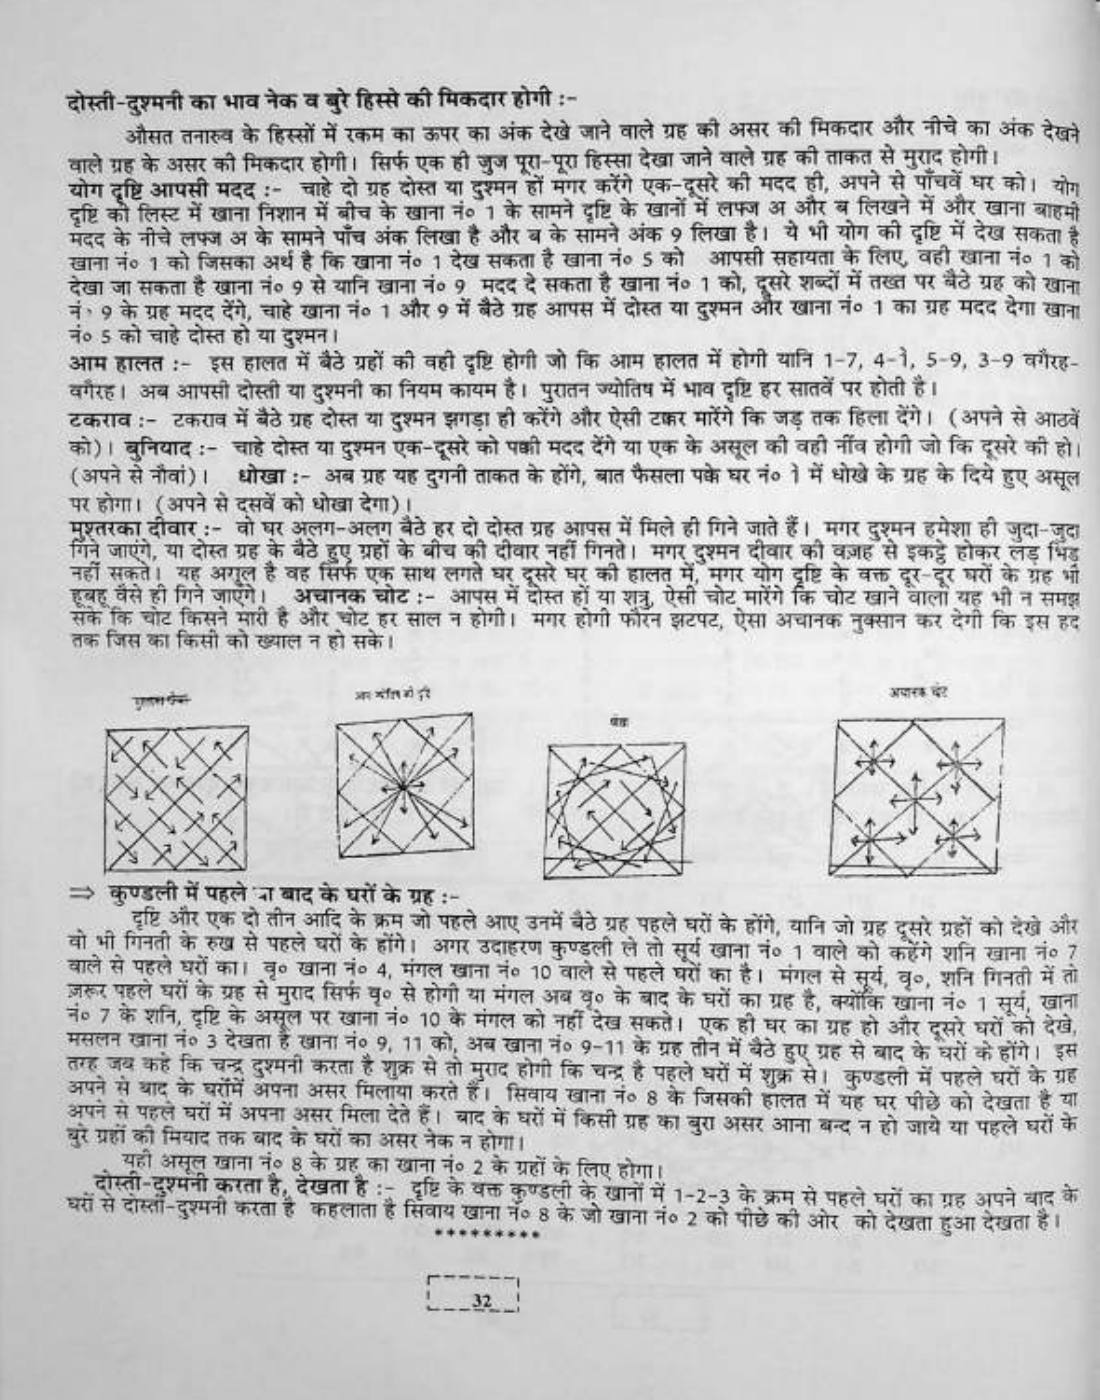 दोस्ती-दुश्मनी का भाव नेक व बुरे हिस्से की मिकदार होगी :-
औसत तनारुव के हिस्सों में रकम का ऊपर का अंक देखे जाने वाले ग्रह की असर की मिकदार और नीचे का अंक देखने
वाले ग्रह के असर की मिकदार होगी। सिर्फ एक ही जुज पूरा-पूरा हिस्सा देखा जाने वाले ग्रह की ताकत से मुराद होगी।
योग दृष्टि आपसी मदद :- चाहे दो ग्रह दोस्त या दुश्मन हों मगर करेंगे एक-दूसरे की मदद ही, अपने से पाँचवें घर को। योग
दृष्टि की लिस्ट में खाना निशान में बीच के खाना नं० 1 के सामने दृष्टि के खानों में लफ्ज अ और ब लिखने में और खाना बाहमी
मदद के नीचे लफ्ज अ के सामने पाँच अंक लिखा है और ब के सामने अंक 9 लिखा है। ये भी योग की दृष्टि में देख सकता है
खाना नं० 1 को जिसका अर्थ है कि खाना नं० 1 देख सकता है खाना नं० 5 को आपसी सहायता के लिए, वही खाना नं० 1 को
देखा जा सकता है खाना नं० 9 से यानि खाना नं० 9 मदद दे सकता है खाना नं० 1 को, दूसरे शब्दों में तख्त पर बैठे ग्रह को खाना
नं० 9 के ग्रह मदद देंगे, चाहे खाना नं० 1 और 9 में बैठे ग्रह आपस में दोस्त या दुश्मन और खाना नं० 1 का ग्रह मदद देगा खाना
नं० 5 को चाहे दोस्त हो या दुश्मन।
आम हालत :- इस हालत में बैठे ग्रहों की वही दृष्टि होगी जो कि आम हालत में होगी यानि 1-7, 4-1, 5-9, 3-9 वगैरह-
वगैरह। अब आपसी दोस्ती या दुश्मनी का नियम कायम है। पुरातन ज्योतिष में भाव दृष्टि हर सातवें पर होती है।
टकराव :- टकराव में बैठे ग्रह दोस्त या दुश्मन झगड़ा ही करेंगे और ऐसी टक्कर मारेंगे कि जड़ तक हिला देंगे। (अपने से आठवें
को)। बुनियाद :- चाहे दोस्त या दुश्मन एक-दूसरे को पक्की मदद देंगे या एक के असूल की वही नींव होगी जो कि दूसरे की हो।
(अपने से नौवां)। धोखा :- अब ग्रह यह दुगनी ताकत के होंगे, बात फैसला पक्के घर नं० 1 में धोखे के ग्रह के दिये हुए असूल
पर होगा। (अपने से दसवें को धोखा देगा)।
मुश्तरका दीवार :- वो घर अलग-अलग बैठे हर दो दोस्त ग्रह आपस में मिले ही गिने जाते हैं। मगर दुश्मन हमेशा ही जुदा-जुदा
गिने जाएंगे, या दोस्त ग्रह के बैठे हुए ग्रहों के बीच की दीवार नहीं गिनते। मगर दुश्मन दीवार की वज़ह से इकट्ठे होकर लड़ भिड़
नहीं सकते। यह अगूल है वह सिर्फ एक साथ लगते घर दूसरे घर की हालत में, मगर योग दृष्टि के वक्त दूर-दूर घरों के ग्रह भी
हूबहू वैसे ही गिने जाएंगे। अचानक चोट :- आपस में दोस्त हों या शत्रु, ऐसी चोट मारेंगे कि चोट खाने वाला यह भी न समझ
सके कि चोट किसने मारी है और चोट हर साल न होगी। मगर होगी फौरन झटपट, ऐसा अचानक नुक्सान कर देगी कि इस हद
तक जिस का किसी को ख्याल न हो सके।
अचानक चोट
⇒ कुण्डली में पहले या बाद के घरों के ग्रह :-
दृष्टि और एक दो तीन आदि के क्रम जो पहले आए उनमें बैठे ग्रह पहले घरों के होंगे, यानि जो ग्रह दूसरे ग्रहों को देखे और
वो भी गिनती के रुख से पहले घरों के होंगे। अगर उदाहरण कुण्डली ले तो सूर्य खाना नं० 1 वाले को कहेंगे शनि खाना नं० 7
वाले से पहले घरों का। वृ० खाना नं० 4, मंगल खाना नं० 10 वाले से पहले घरों का है। मंगल से सूर्य, वृ०, शनि गिनती में तो
ज़रूर पहले घरों के ग्रह से मुराद सिर्फ वृ० से होगी या मंगल अब वृ० के बाद के घरों का ग्रह है, क्योंकि खाना नं० 1 सूर्य, खाना
नं० 7 के शनि, दृष्टि के असूल पर खाना नं० 10 के मंगल को नहीं देख सकते। एक ही घर का ग्रह हो और दूसरे घरों को देखे,
मसलन खाना नं० 3 देखता है खाना नं० 9, 11 को, अब खाना नं० 9-11 के ग्रह तीन में बैठे हुए ग्रह से बाद के घरों के होंगे। इस
तरह जब कहे कि चन्द्र दुश्मनी करता है शुक्र से तो मुराद होगी कि चन्द्र है पहले घरों में शुक्र से। कुण्डली में पहले घरों के ग्रह
अपने से बाद के घरोंमें अपना असर मिलाया करते हैं। सिवाय खाना नं० 8 के जिसकी हालत में यह घर पीछे को देखता है या
अपने से पहले घरों में अपना असर मिला देते हैं। बाद के घरों में किसी ग्रह का बुरा असर आना बन्द न हो जाये या पहले घरों के
बुरे ग्रहों की मियाद तक बाद के घरों का असर नेक न होगा।
यही असूल खाना नं० 8 के ग्रह का खाना नं० 2 के ग्रहों के लिए होगा।
दोस्ती-दुश्मनी करता है, देखता है :- दृष्टि के वक्त कुण्डली के खानों में 1-2-3 के क्रम से पहले घरों का ग्रह अपने बाद के
घरों से दोस्ती-दुश्मनी करता है कहलाता है सिवाय खाना नं० 8 के जो खाना नं० 2 को पीछे की ओर को देखता हुआ देखता है।
*********
32